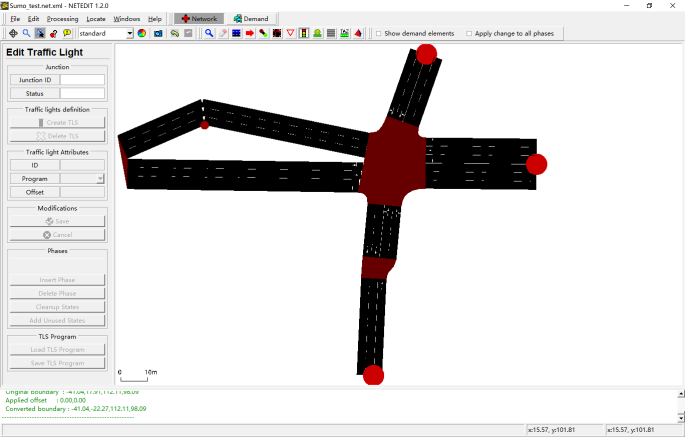 Sumo_test.net.xml - NETEDIT 1.2.0
File Edit Processing Locate Windows Help Network Demand
standard Show demand elements Apply change to all phases
Edit Traffic Light
Junction
Junction ID
Status
Traffic lights definition
Create TLS
Delete TLS
Traffic light Attributes
ID
Program
Offset
Modifications
Save
Cancel
Phases
Insert Phase
Delete Phase
Cleanup States
Add Unused States
TLS Program
Load TLS Program
Save TLS Program
0 10m
Original boundary : -41.04,17.91,112.11,98.09
Applied offset : 0.00,0.00
Converted boundary : -41.04,-22.27,112.11,98.09
x:15.57, y:101.81 x:15.57, y:101.81